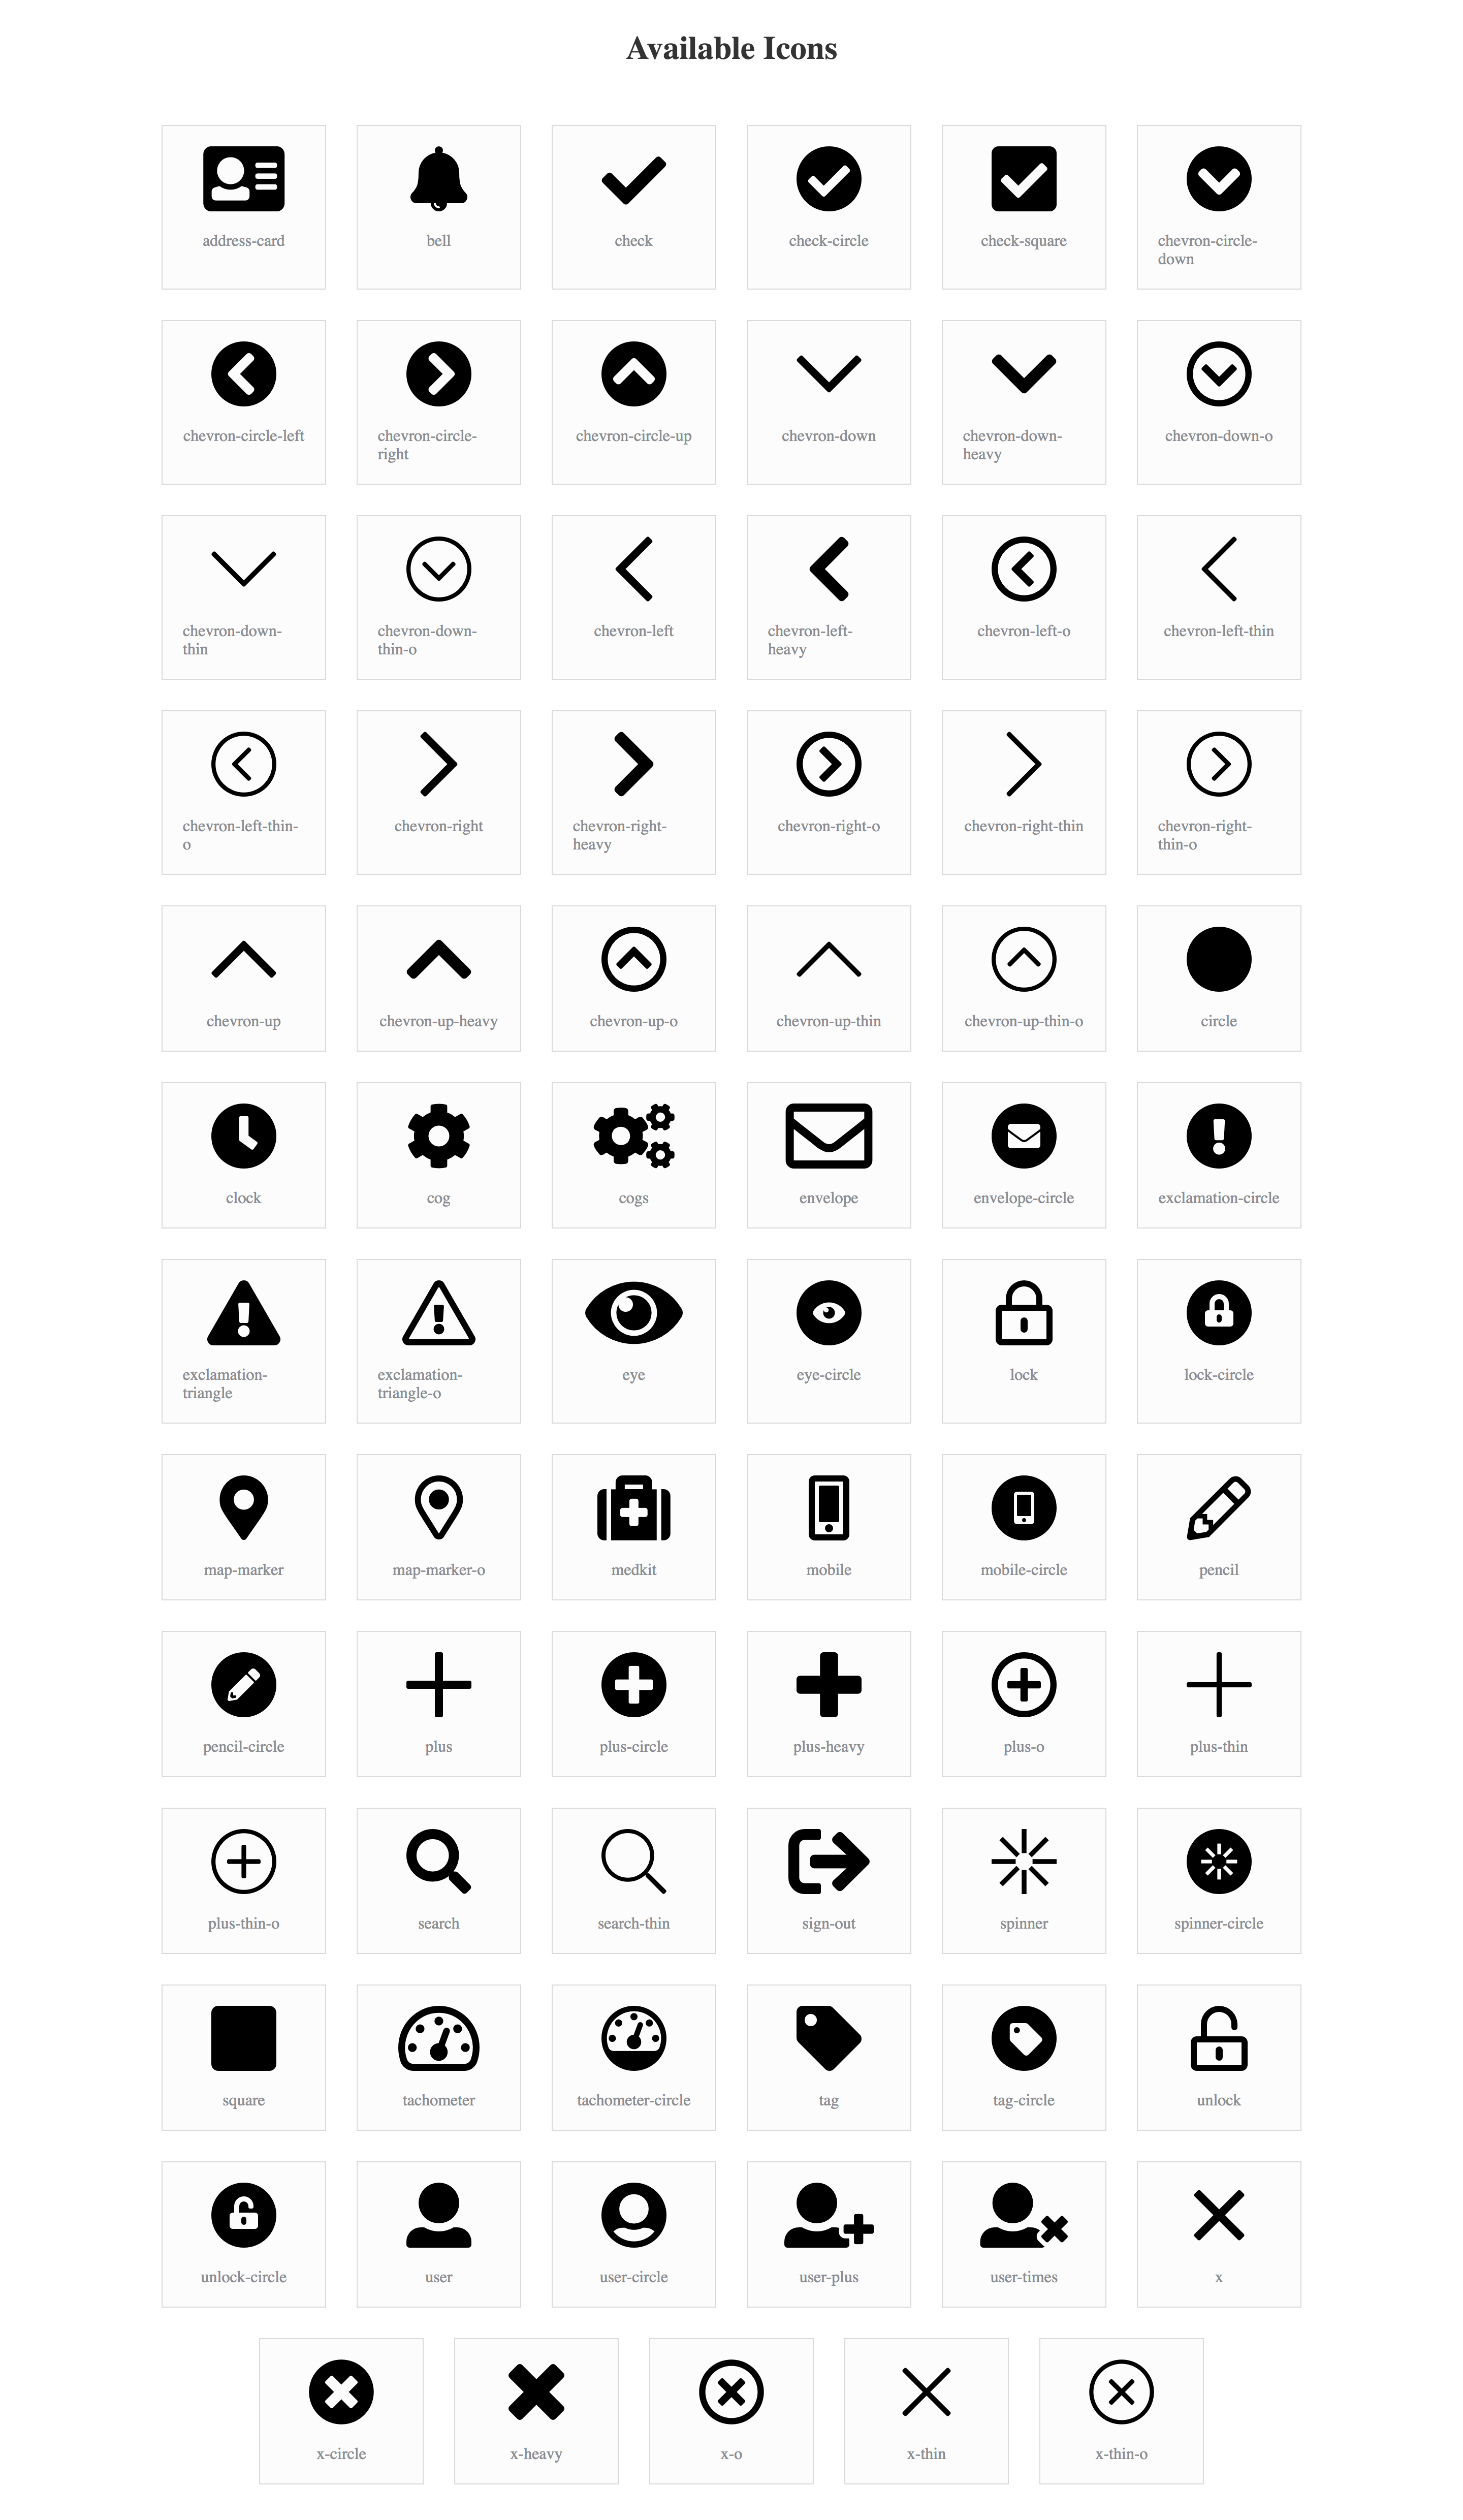 Available Icons
address-card
bell
check
check-circle
check-square
chevron-circle-
down
chevron-circle-left
chevron-circle-
right
chevron-circle-up
chevron-down
chevron-down-
heavy
chevron-down-o
chevron-down-
thin
chevron-down-
thin-o
chevron-left
chevron-left-
heavy
chevron-left-o
chevron-left-thin
chevron-left-thin-
o
chevron-right
chevron-right-
heavy
chevron-right-o
chevron-right-thin
chevron-right-
thin-o
chevron-up
chevron-up-heavy
chevron-up-o
chevron-up-thin
chevron-up-thin-o
circle
clock
cog
cogs
envelope
envelope-circle
exclamation-circle
exclamation-
triangle
exclamation-
triangle-o
eye
eye-circle
lock
lock-circle
map-marker
map-marker-o
medkit
mobile
mobile-circle
pencil
pencil-circle
plus
plus-circle
plus-heavy
plus-o
plus-thin
plus-thin-o
search
search-thin
sign-out
spinner
spinner-circle
square
tachometer
tachometer-circle
tag
tag-circle
unlock
unlock-circle
user
user-circle
user-plus
user-times
x
x-circle
x-heavy
x-o
x-thin
x-thin-o